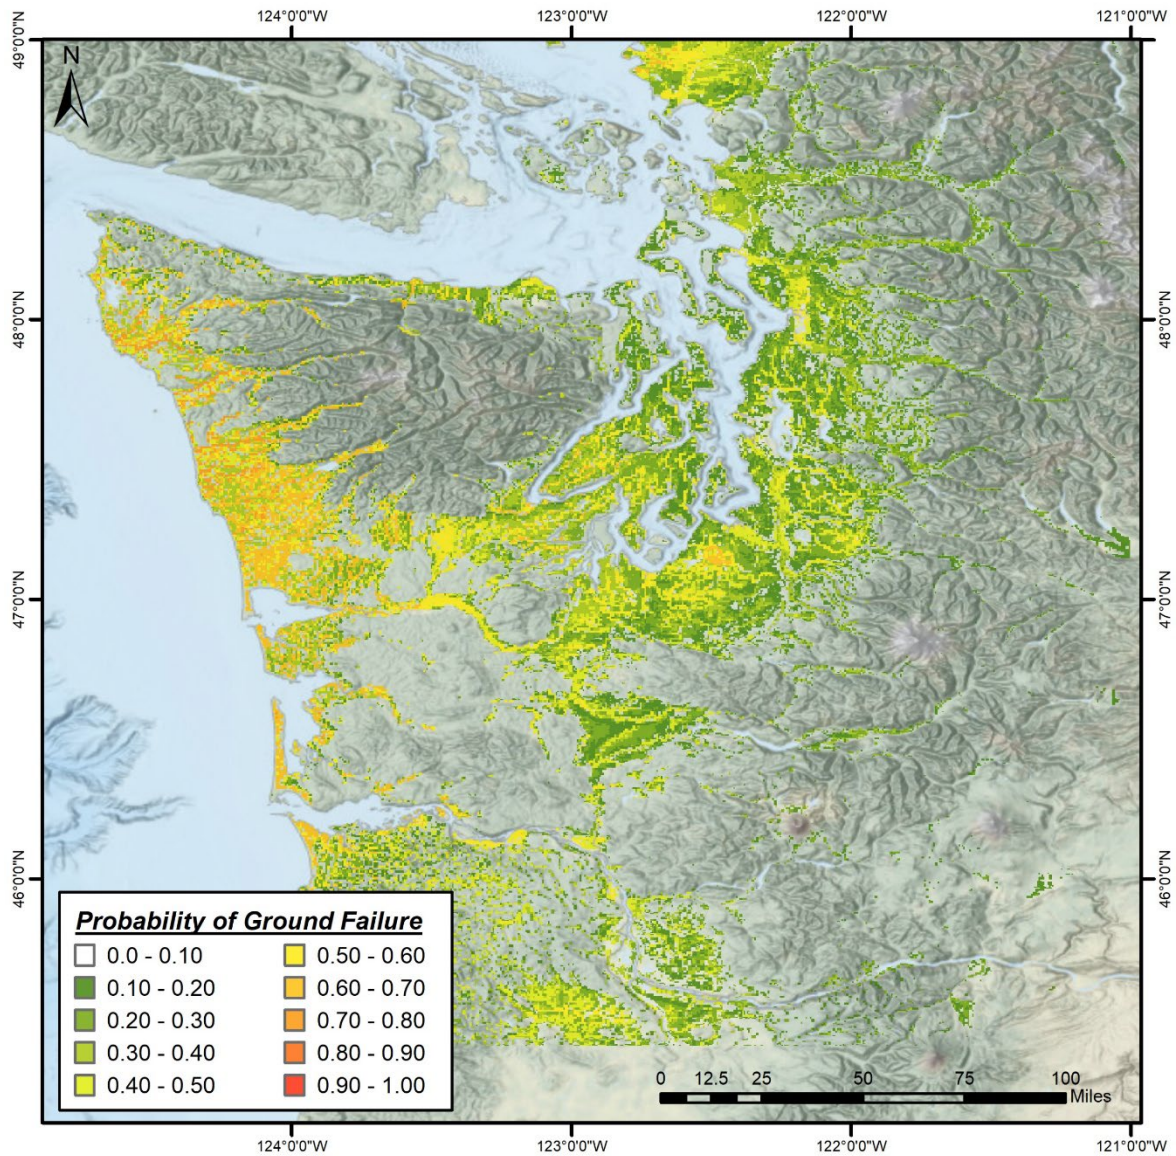 124°0'0"W 123°0'0"W 122°0'0"W 121°0'0"W
49°0'0"N
N
48°0'0"N 48°0'0"N
47°0'0"N 47°0'0"N
46°0'0"N 46°0'0"N
Probability of Ground Failure
0.0 - 0.10 0.50 - 0.60
0.10 - 0.20 0.60 - 0.70
0.20 - 0.30 0.70 - 0.80
0.30 - 0.40 0.80 - 0.90
0.40 - 0.50 0.90 - 1.00
0 12.5 25 50 75 100
Miles
124°0'0"W 123°0'0"W 122°0'0"W 121°0'0"W